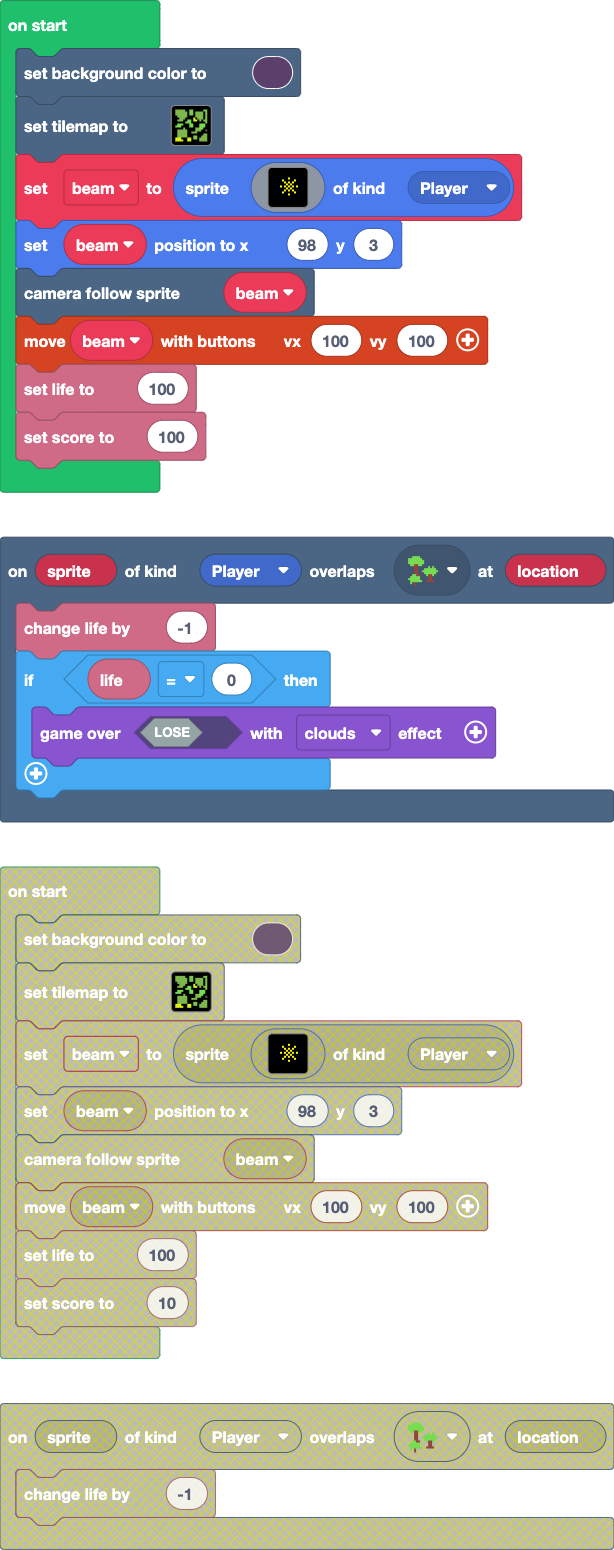 on start
set background color to
set tilemap to
set beam to sprite of kind Player
set beam position to x 98 y 3
camera follow sprite beam
move beam with buttons vx 100 vy 100
set life to 100
set score to 100
on sprite of kind Player overlaps at location
change life by -1
if life = 0 then
game over LOSE with clouds effect
on start
set background color to
set tilemap to
set beam to sprite of kind Player
set beam position to x 98 y 3
camera follow sprite beam
move beam with buttons vx 100 vy 100
set life to 100
set score to 10
on sprite of kind Player overlaps at location
change life by -1